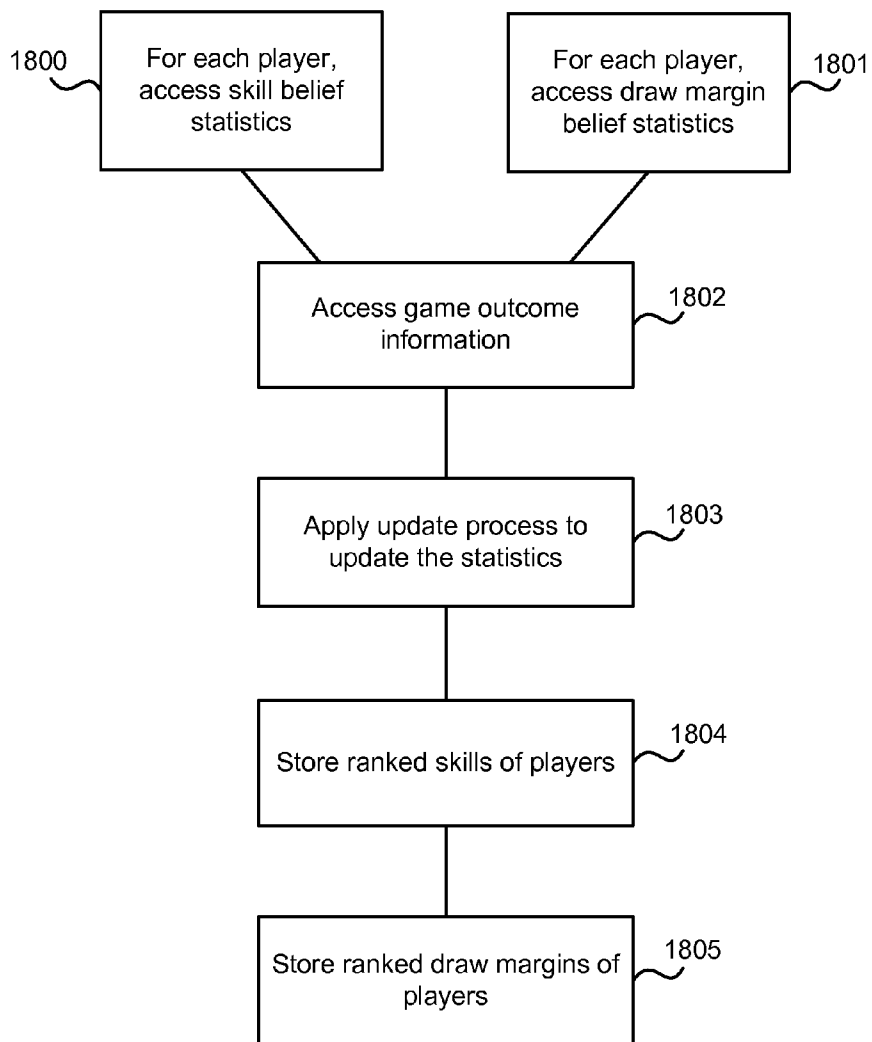 1800
For each player,
access skill belief
statistics
For each player,
access draw margin
belief statistics
1801
Access game outcome
information
1802
Apply update process to
update the statistics
1803
Store ranked skills of players
1804
Store ranked draw margins of
players
1805